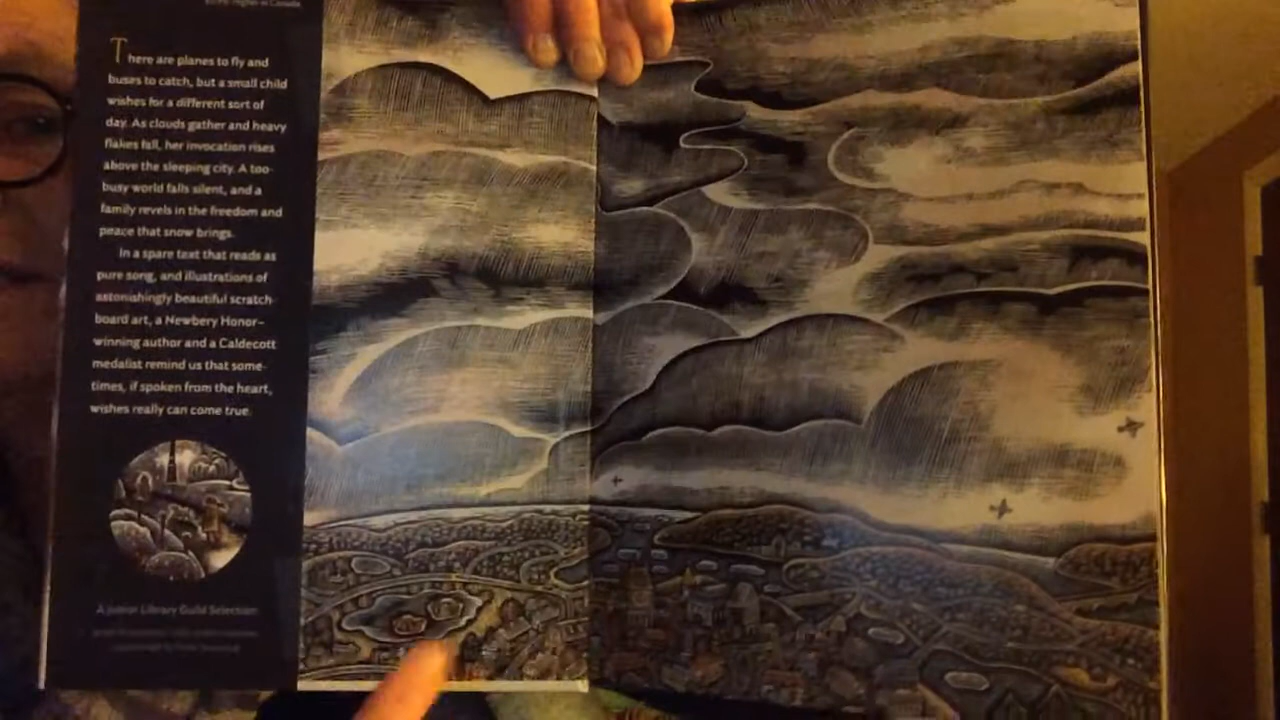 There are planes to fly and
buses to catch, but a small child
wishes for a different sort of
day. As clouds gather and heavy
flakes fall, her invocation rises
above the sleeping city. A too-
busy world falls silent, and a
family revels in the freedom and
peace that snow brings.
In a spare text that reads as
pure song, and illustrations of
astonishingly beautiful scratch-
board art, a Newbery Honor–
winning author and a Caldecott
medalist remind us that some-
times, if spoken from the heart,
wishes really can come true.
A Junior Library Guild Selection